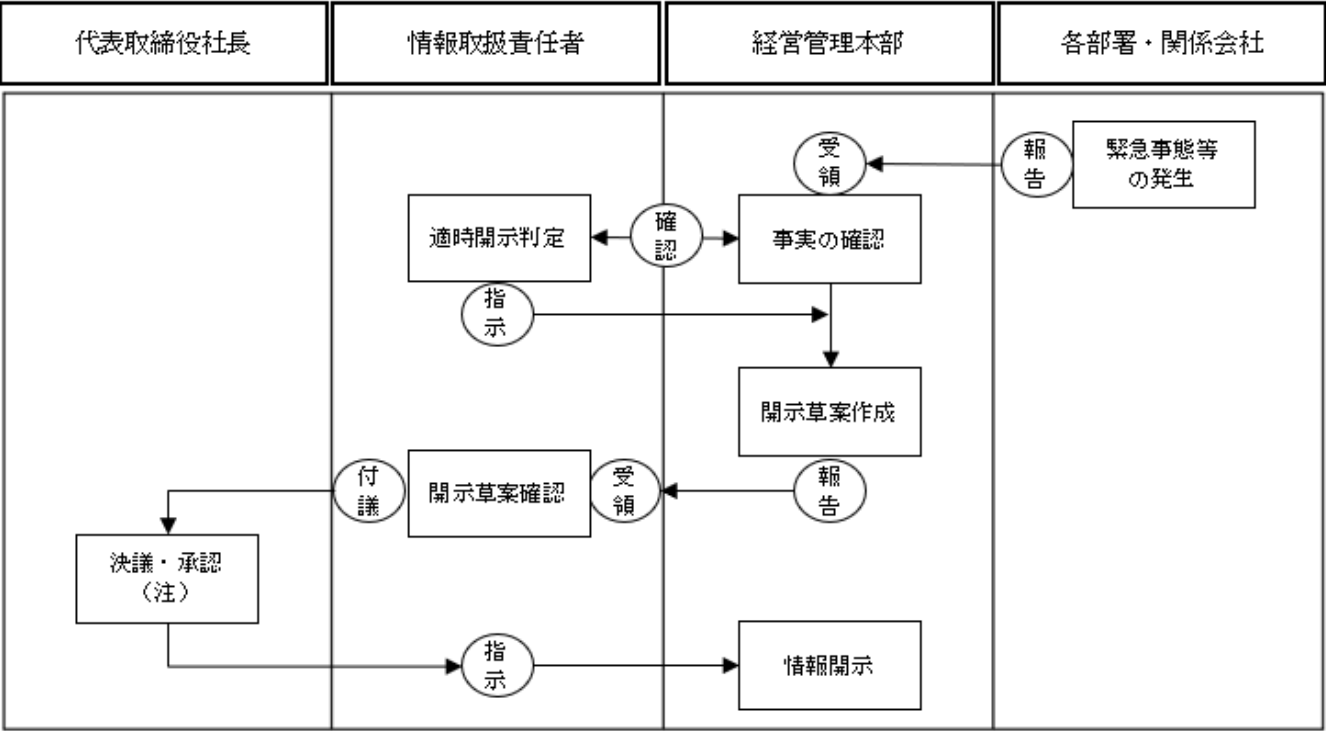 代表取締役社長
情報取扱責任者
経営管理本部
各部署・関係会社
受
領
報
告
緊急事態等
の発生
適時開示判定
確
認
事実の確認
指
示
開示草案作成
付
議
開示草案確認
受
領
報
告
決議・承認
（注）
指
示
情報開示